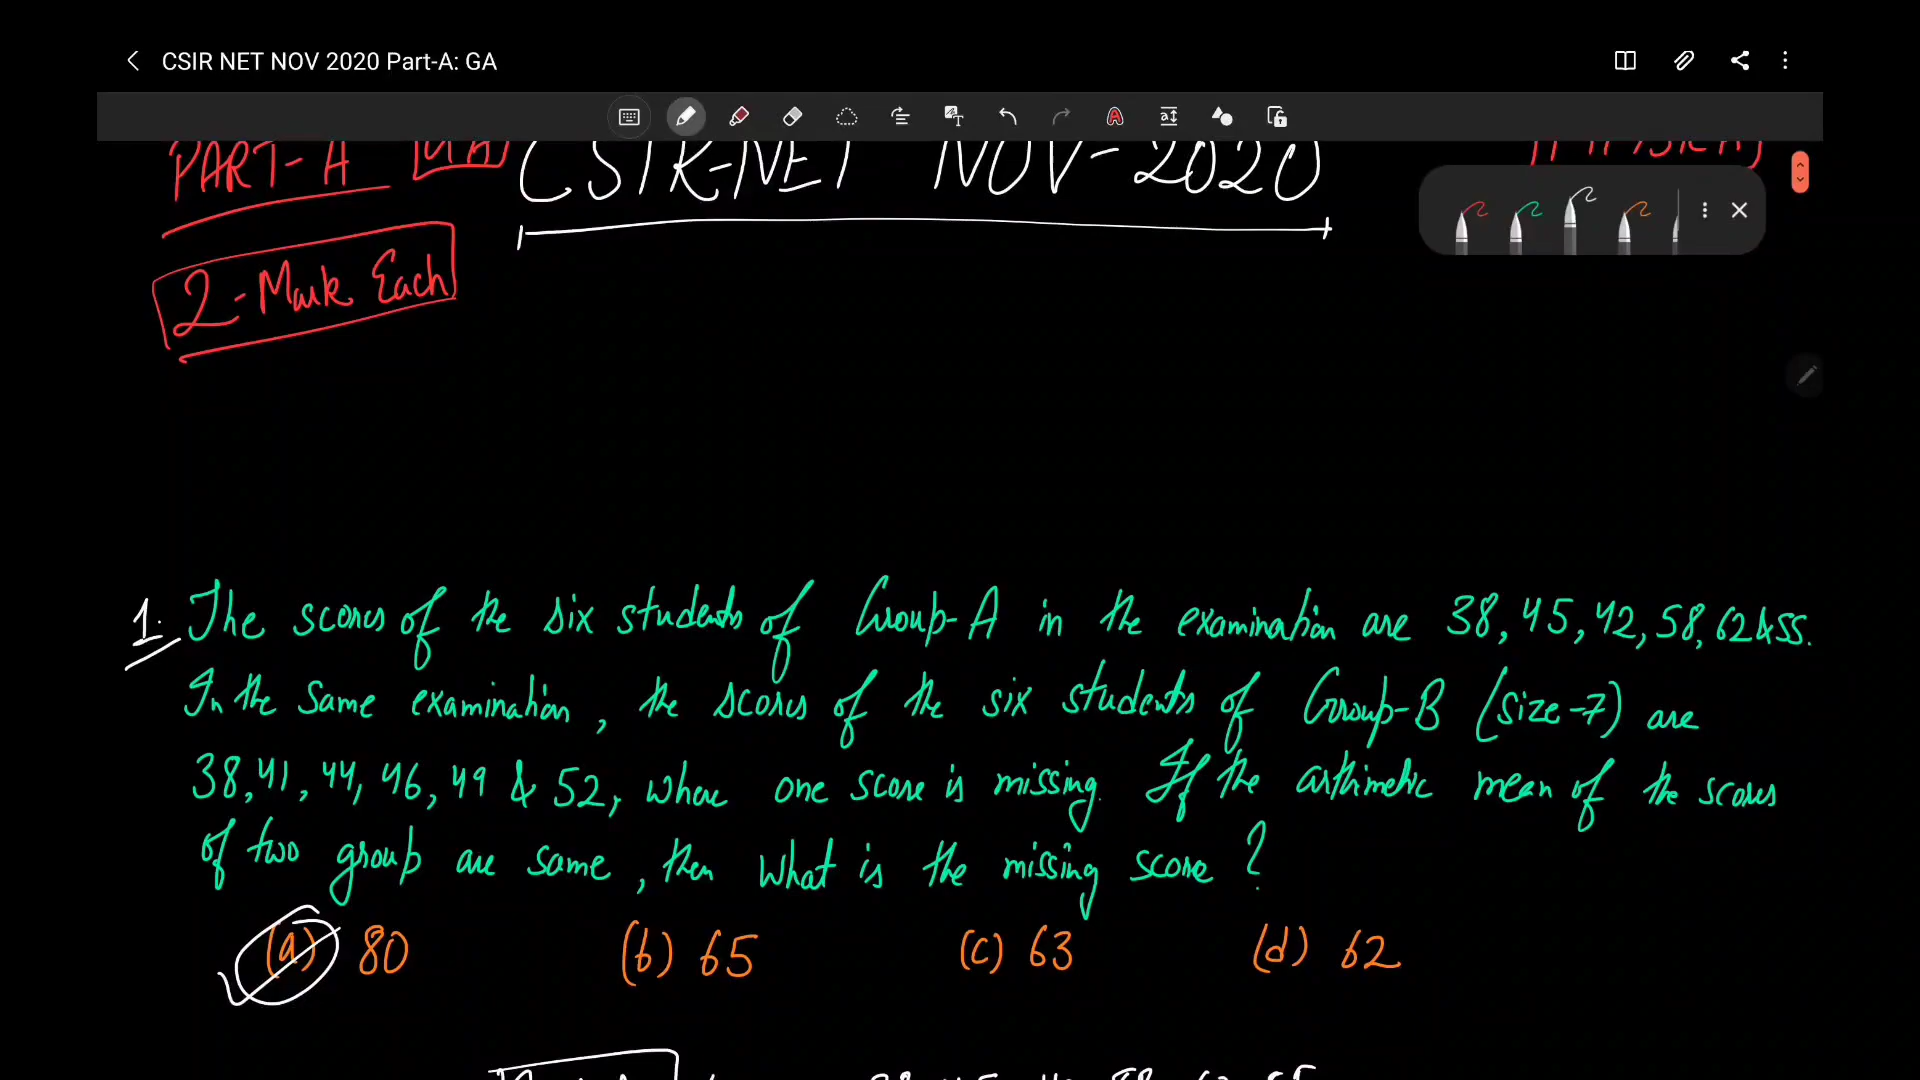 CSIR NET NOV 2020 Part-A: GA
PART-A CSIR-NET NOV-2020
2-Mark Each
1. The scores of the six students of Group-A in the examination are 38, 45, 42, 58, 62 & 55.
In the same examination, the scores of the six students of Group-B (size-7) are
38, 41, 44, 46, 49 & 52, where one score is missing. If the arthimetic mean of the scores
of two group are same, then what is the missing score ?
(a) 80 (b) 65 (c) 63 (d) 62